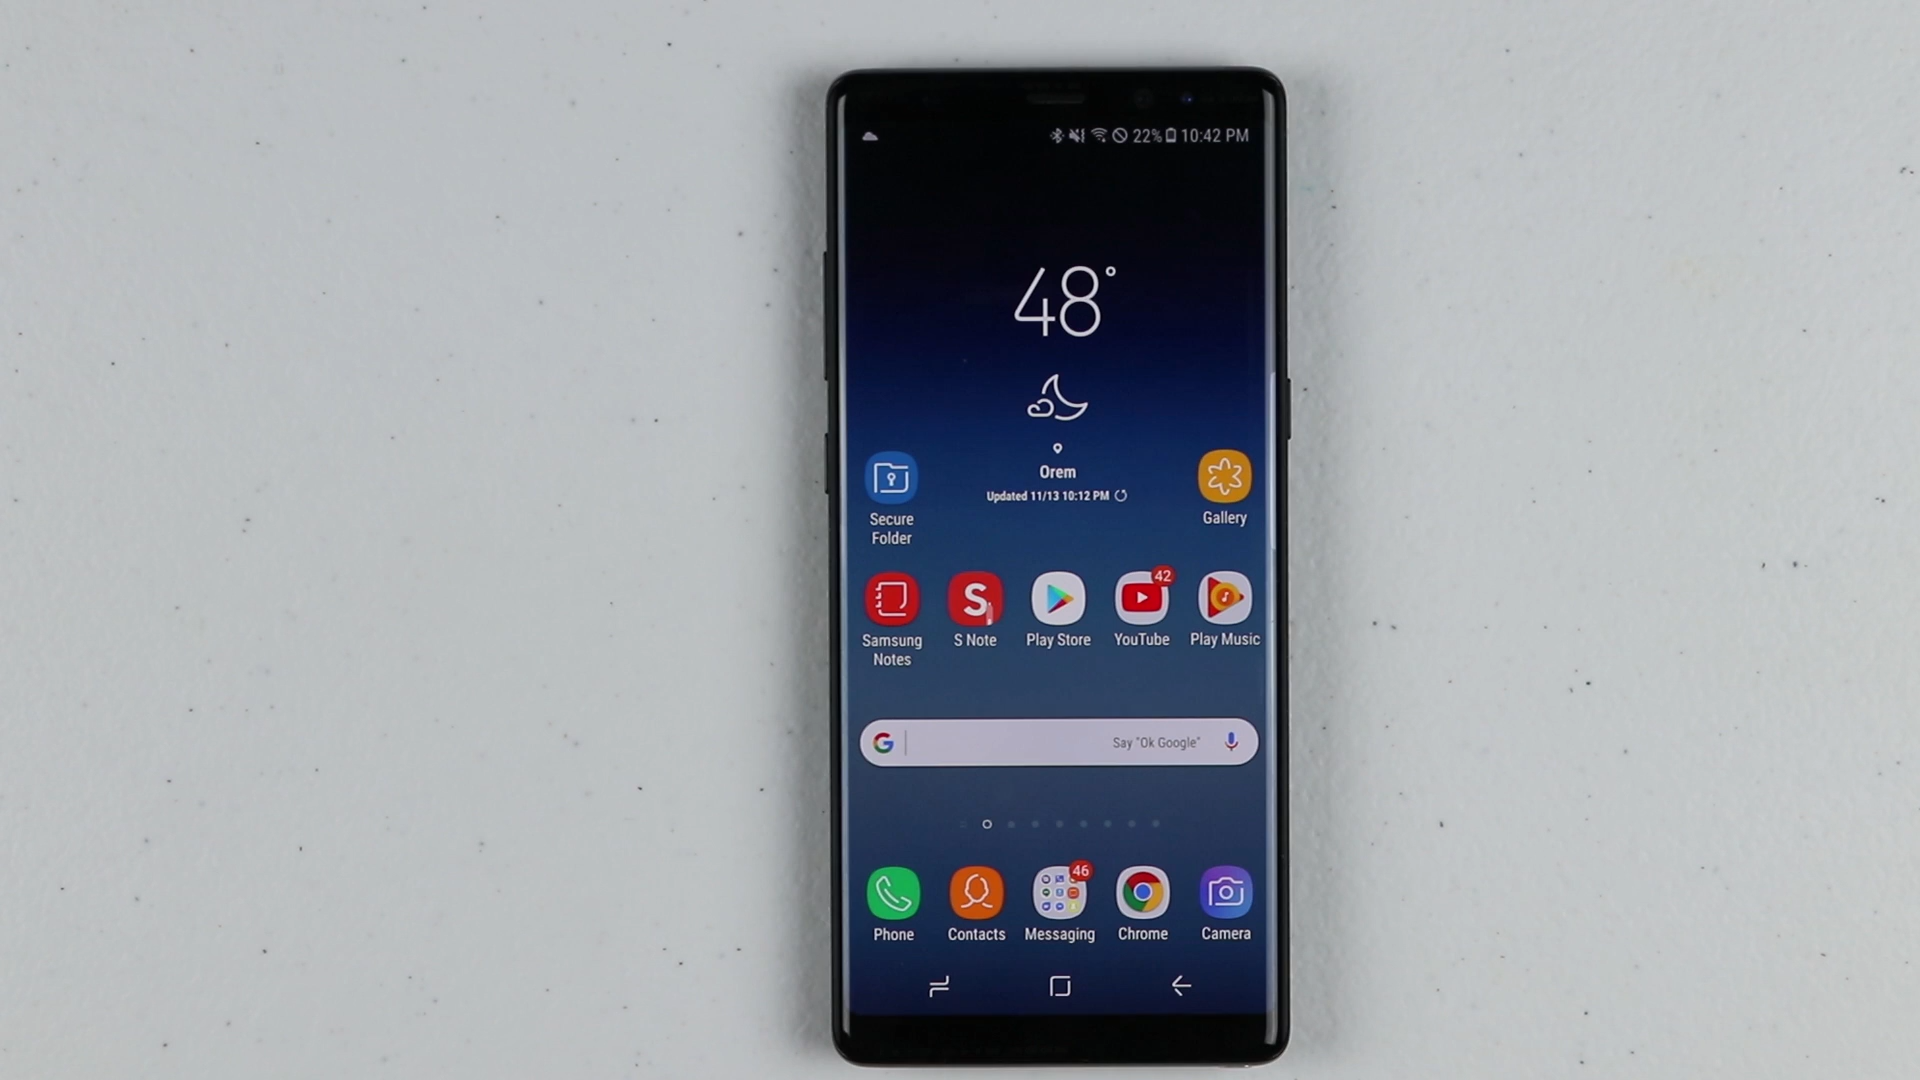 22% 10:42 PM
48°
Orem
Updated 11/13 10:12 PM
Secure
Folder
Gallery
42
Samsung
Notes
S
S Note
Play Store
YouTube
Play Music
G
Say "Ok Google"
46
Phone
Contacts
Messaging
Chrome
Camera